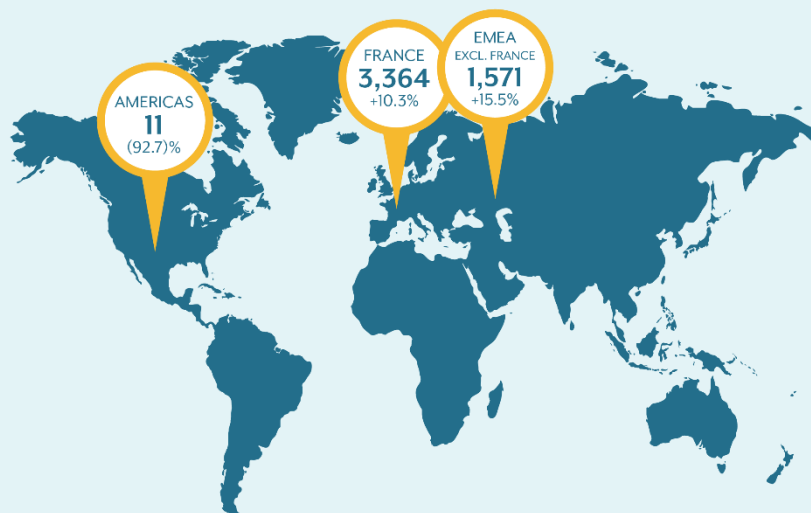 AMERICAS
11
(92.7)%
FRANCE
3,364
+10.3%
EMEA
EXCL. FRANCE
1,571
+15.5%